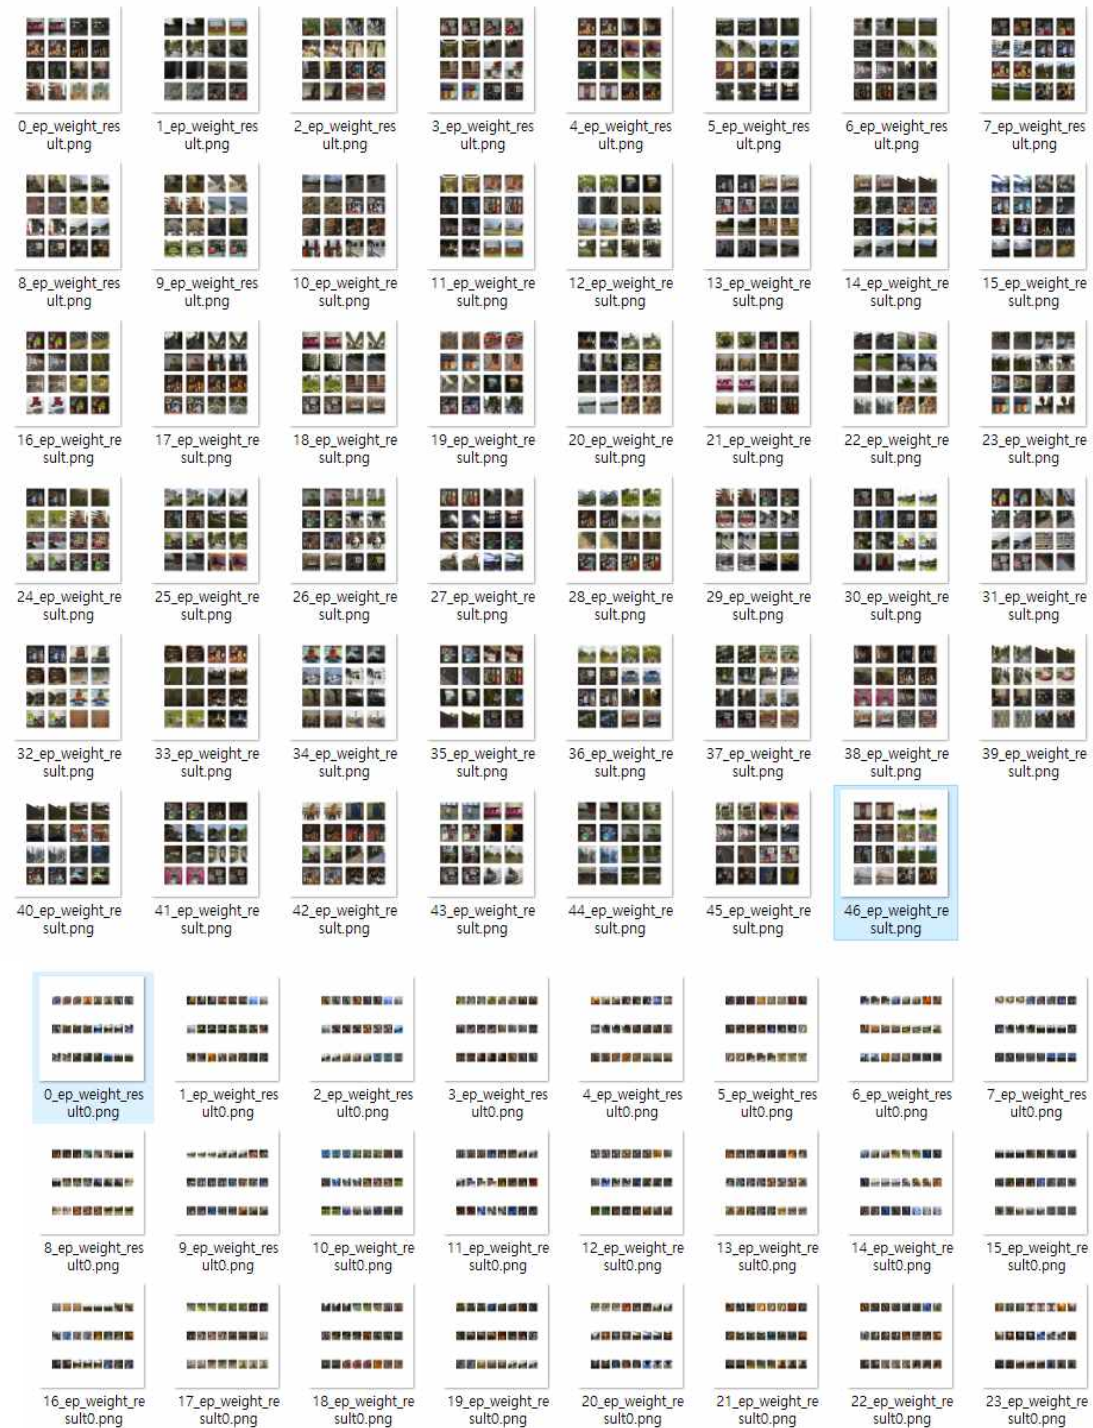 0_ep_weight_res 1_ep_weight_res 2_ep_weight_res 3_ep_weight_res 4_ep_weight_res 5_ep_weight_res 6_ep_weight_res 7_ep_weight_res
ult.png ult.png ult.png ult.png ult.png ult.png ult.png ult.png
8_ep_weight_res 9_ep_weight_res 10_ep_weight_re 11_ep_weight_re 12_ep_weight_re 13_ep_weight_re 14_ep_weight_re 15_ep_weight_re
ult.png ult.png sult.png sult.png sult.png sult.png sult.png sult.png
16_ep_weight_re 17_ep_weight_re 18_ep_weight_re 19_ep_weight_re 20_ep_weight_re 21_ep_weight_re 22_ep_weight_re 23_ep_weight_re
sult.png sult.png sult.png sult.png sult.png sult.png sult.png sult.png
24_ep_weight_re 25_ep_weight_re 26_ep_weight_re 27_ep_weight_re 28_ep_weight_re 29_ep_weight_re 30_ep_weight_re 31_ep_weight_re
sult.png sult.png sult.png sult.png sult.png sult.png sult.png sult.png
32_ep_weight_re 33_ep_weight_re 34_ep_weight_re 35_ep_weight_re 36_ep_weight_re 37_ep_weight_re 38_ep_weight_re 39_ep_weight_re
sult.png sult.png sult.png sult.png sult.png sult.png sult.png sult.png
40_ep_weight_re 41_ep_weight_re 42_ep_weight_re 43_ep_weight_re 44_ep_weight_re 45_ep_weight_re 46_ep_weight_re
sult.png sult.png sult.png sult.png sult.png sult.png sult.png
0_ep_weight_res 1_ep_weight_res 2_ep_weight_res 3_ep_weight_res 4_ep_weight_res 5_ep_weight_res 6_ep_weight_res 7_ep_weight_res
ult0.png ult0.png ult0.png ult0.png ult0.png ult0.png ult0.png ult0.png
8_ep_weight_res 9_ep_weight_res 10_ep_weight_re 11_ep_weight_re 12_ep_weight_re 13_ep_weight_re 14_ep_weight_re 15_ep_weight_re
ult0.png ult0.png sult0.png sult0.png sult0.png sult0.png sult0.png sult0.png
16_ep_weight_re 17_ep_weight_re 18_ep_weight_re 19_ep_weight_re 20_ep_weight_re 21_ep_weight_re 22_ep_weight_re 23_ep_weight_re
sult0.png sult0.png sult0.png sult0.png sult0.png sult0.png sult0.png sult0.png